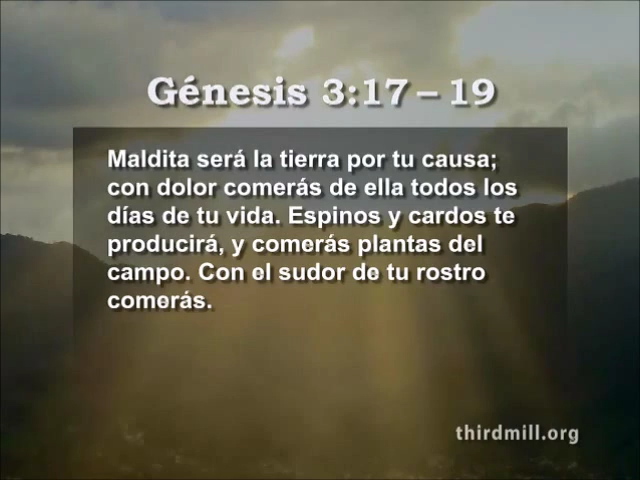 Génesis 3:17 – 19
Maldita será la tierra por tu causa;
con dolor comerás de ella todos los
días de tu vida. Espinos y cardos te
producirá, y comerás plantas del
campo. Con el sudor de tu rostro
comerás.
thirdmill.org